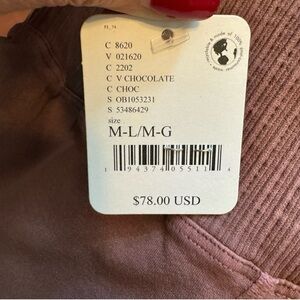 C 8620
V 021620
C 2202
C V CHOCOLATE
C CHOC
S OB1053231
S 53486429
size
M-L/M-G
1 94374 05511 4
$78.00 USD